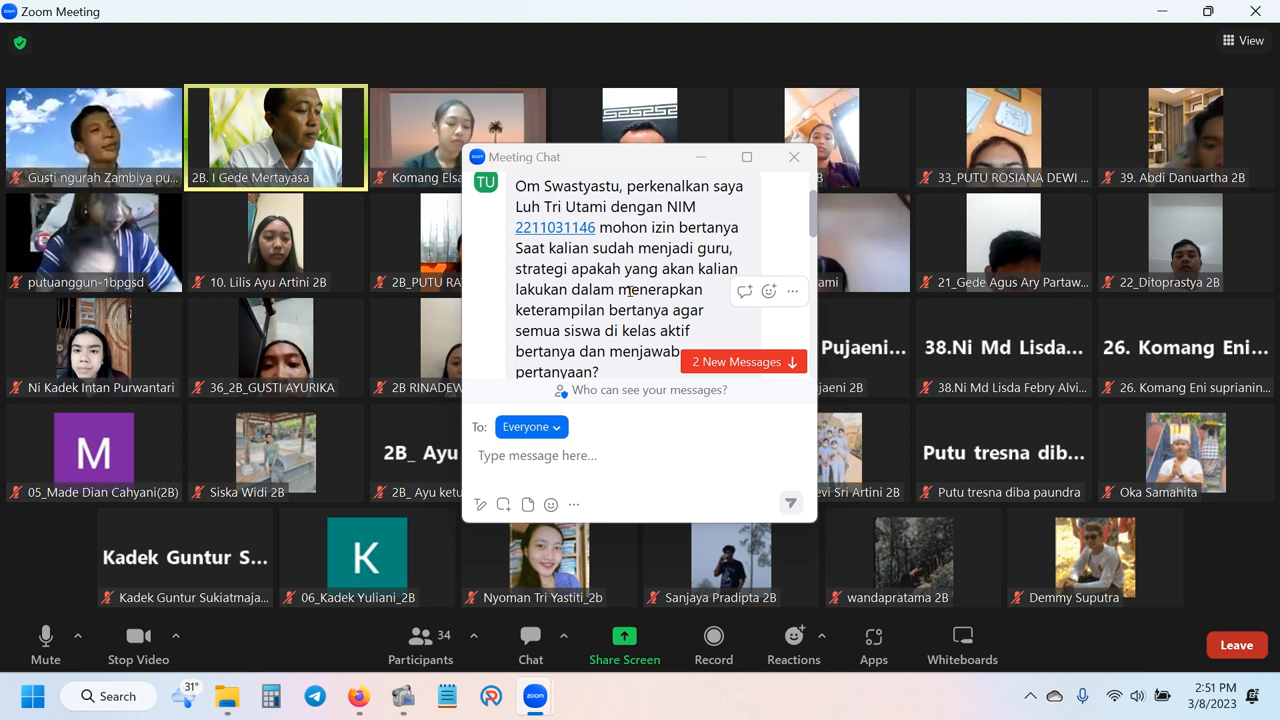 Zoom Meeting
View
Gusti ngurah Zambiya pu...
2B. I Gede Mertayasa
Komang Elsa
33_PUTU ROSIANA DEWI ...
39. Abdi Danuartha 2B
putuanggun-1bpgsd
10. Lilis Ayu Artini 2B
2B_PUTU RA
21_Gede Agus Ary Partaw...
22_Ditoprastya 2B
Meeting Chat
TU
Om Swastyastu, perkenalkan saya
Luh Tri Utami dengan NIM
2211031146 mohon izin bertanya
Saat kalian sudah menjadi guru,
strategi apakah yang akan kalian
lakukan dalam menerapkan
keterampilan bertanya agar
semua siswa di kelas aktif
bertanya dan menjawab
pertanyaan?
2 New Messages
Who can see your messages?
To: Everyone
Type message here...
Pujaeni...
38.Ni Md Lisda...
26. Komang Eni...
Ni Kadek Intan Purwantari
36_2B_GUSTI AYURIKA
2B RINADEW
jaeni 2B
38.Ni Md Lisda Febry Alvi...
26. Komang Eni suprianin...
M
2B_ Ayu
Putu tresna dib...
05_Made Dian Cahyani(2B)
Siska Widi 2B
2B_ Ayu ketu
evi Sri Artini 2B
Putu tresna diba paundra
Oka Samahita
Kadek Guntur S...
K
Kadek Guntur Sukiatmaja...
06_Kadek Yuliani_2B
Nyoman Tri Yastiti_2b
Sanjaya Pradipta 2B
wandapratama 2B
Demmy Suputra
34
Mute
Stop Video
Participants
Chat
Share Screen
Record
Reactions
Apps
Whiteboards
Leave
Search
31°
zoom
2:51 PM
3/8/2023